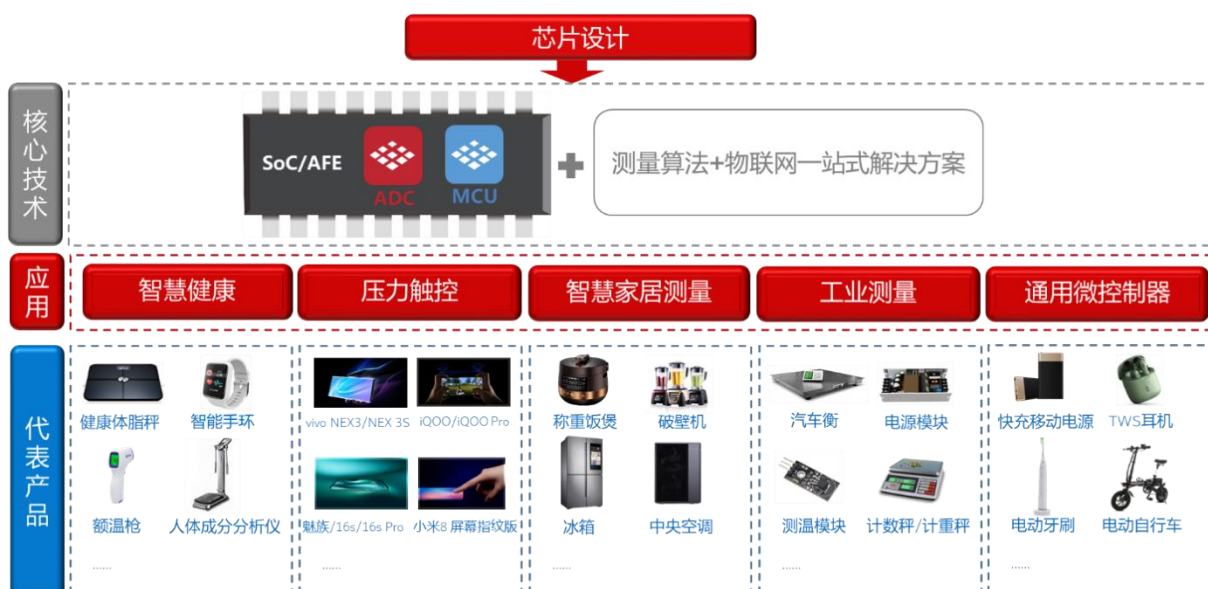 芯片设计
核心技术
SoC/AFE
ADC
MCU
测量算法+物联网一站式解决方案
应用
智慧健康
压力触控
智慧家居测量
工业测量
通用微控制器
代表产品
健康体脂秤
智能手环
额温枪
人体成分分析仪
......
vivo NEX3/NEX 3S
iQOO/iQOO Pro
魅族/16s/16s Pro
小米8 屏幕指纹版
......
称重饭煲
破壁机
冰箱
中央空调
......
汽车衡
电源模块
测温模块
计数秤/计重秤
......
快充移动电源
TWS耳机
电动牙刷
电动自行车
......